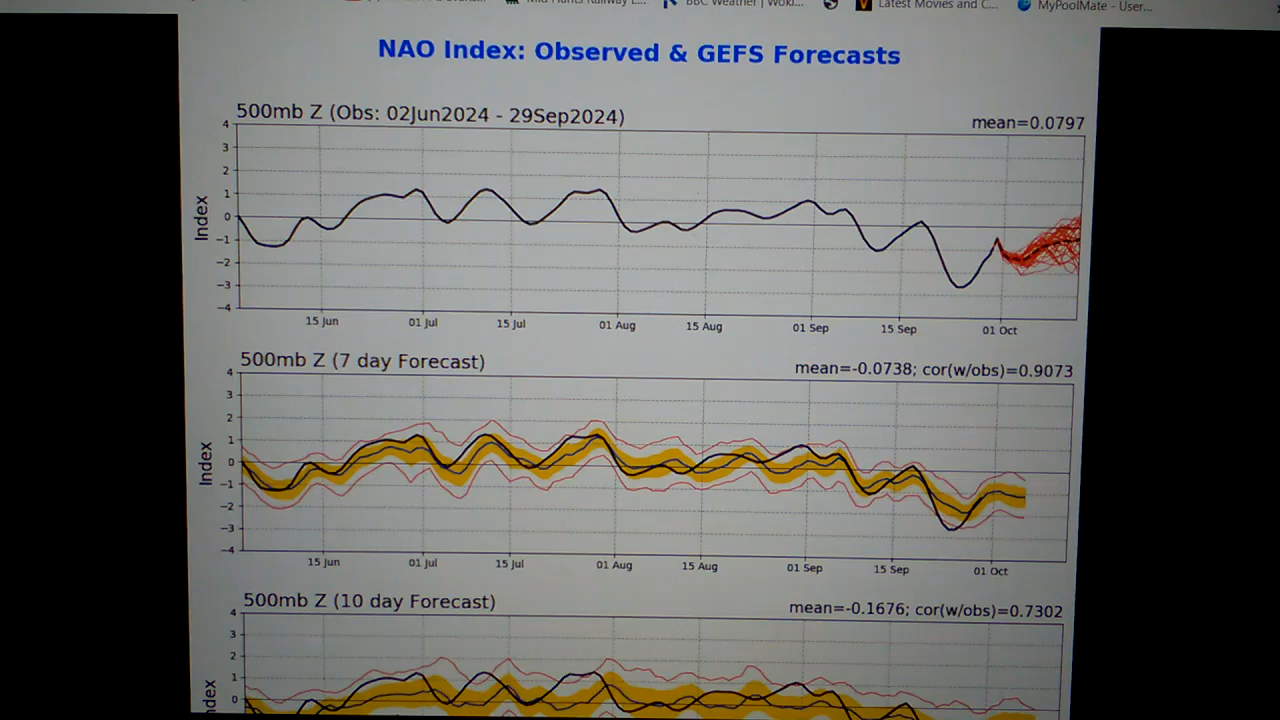 BBC Weather | Woki...
Latest Movies and C...
MyPoolMate - User...
NAO Index: Observed & GEFS Forecasts
500mb Z (Obs: 02Jun2024 - 29Sep2024)
mean=0.0797
4
3
2
1
0
−1
−2
−3
−4
Index
15 Jun 01 Jul 15 Jul 01 Aug 15 Aug 01 Sep 15 Sep 01 Oct
500mb Z (7 day Forecast)
mean=-0.0738; cor(w/obs)=0.9073
4
3
2
1
0
−1
−2
−3
−4
Index
15 Jun 01 Jul 15 Jul 01 Aug 15 Aug 01 Sep 15 Sep 01 Oct
500mb Z (10 day Forecast)
mean=-0.1676; cor(w/obs)=0.7302
4
3
2
1
0
ndex